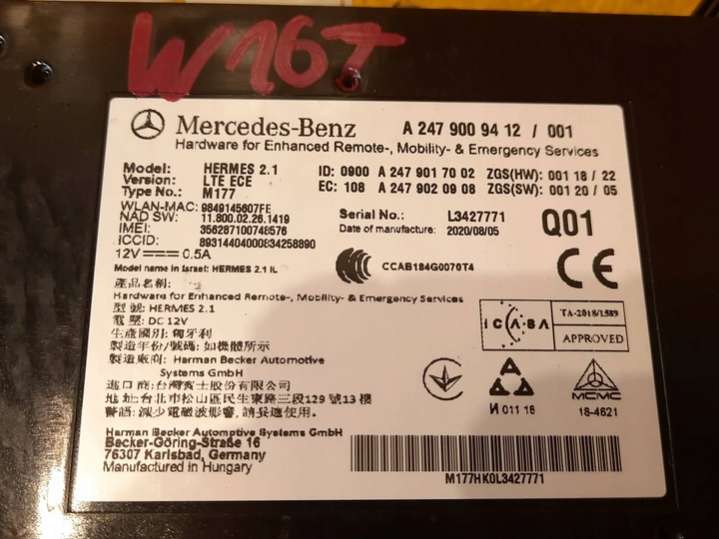 W167
Mercedes-Benz A 247 900 94 12 / 001
Hardware for Enhanced Remote-, Mobility- & Emergency Services
Model: HERMES 2.1 ID: 0900 A 247 901 70 02 ZGS(HW): 001 18 / 22
Version: LTE ECE EC: 108 A 247 902 09 08 ZGS(SW): 001 20 / 05
Type No.: M177
WLAN-MAC: 9849145607FE
NAD SW: 11.800.02.26.1419 Serial No.: L3427771 Q01
IMEI: 356287100748576 Date of manufacture: 2020/08/05
ICCID: 89314404000834258890
12V 0.5A CCAB184G0070T4 CE
Model name in Israel: HERMES 2.1 IL
產品名稱:
Hardware for Enhanced Remote-, Mobility- & Emergency Services
型號: HERMES 2.1 ICASA TA-2018/1589
電壓: DC 12V APPROVED
生產國別: 匈牙利
製造年份/號碼: 如機體所示
製造廠商: Harman Becker Automotive
Systems GmbH
進口商: 台灣賓士股份有限公司
地址: 台北市松山區民生東路三段129號13樓
警語: 減少電磁波影響, 請妥適使用.
И 011 18 MCMC 18-4621
Harman Becker Automotive Systems GmbH
Becker-Göring-Straße 16
76307 Karlsbad, Germany
Manufactured in Hungary
M177HK0L3427771